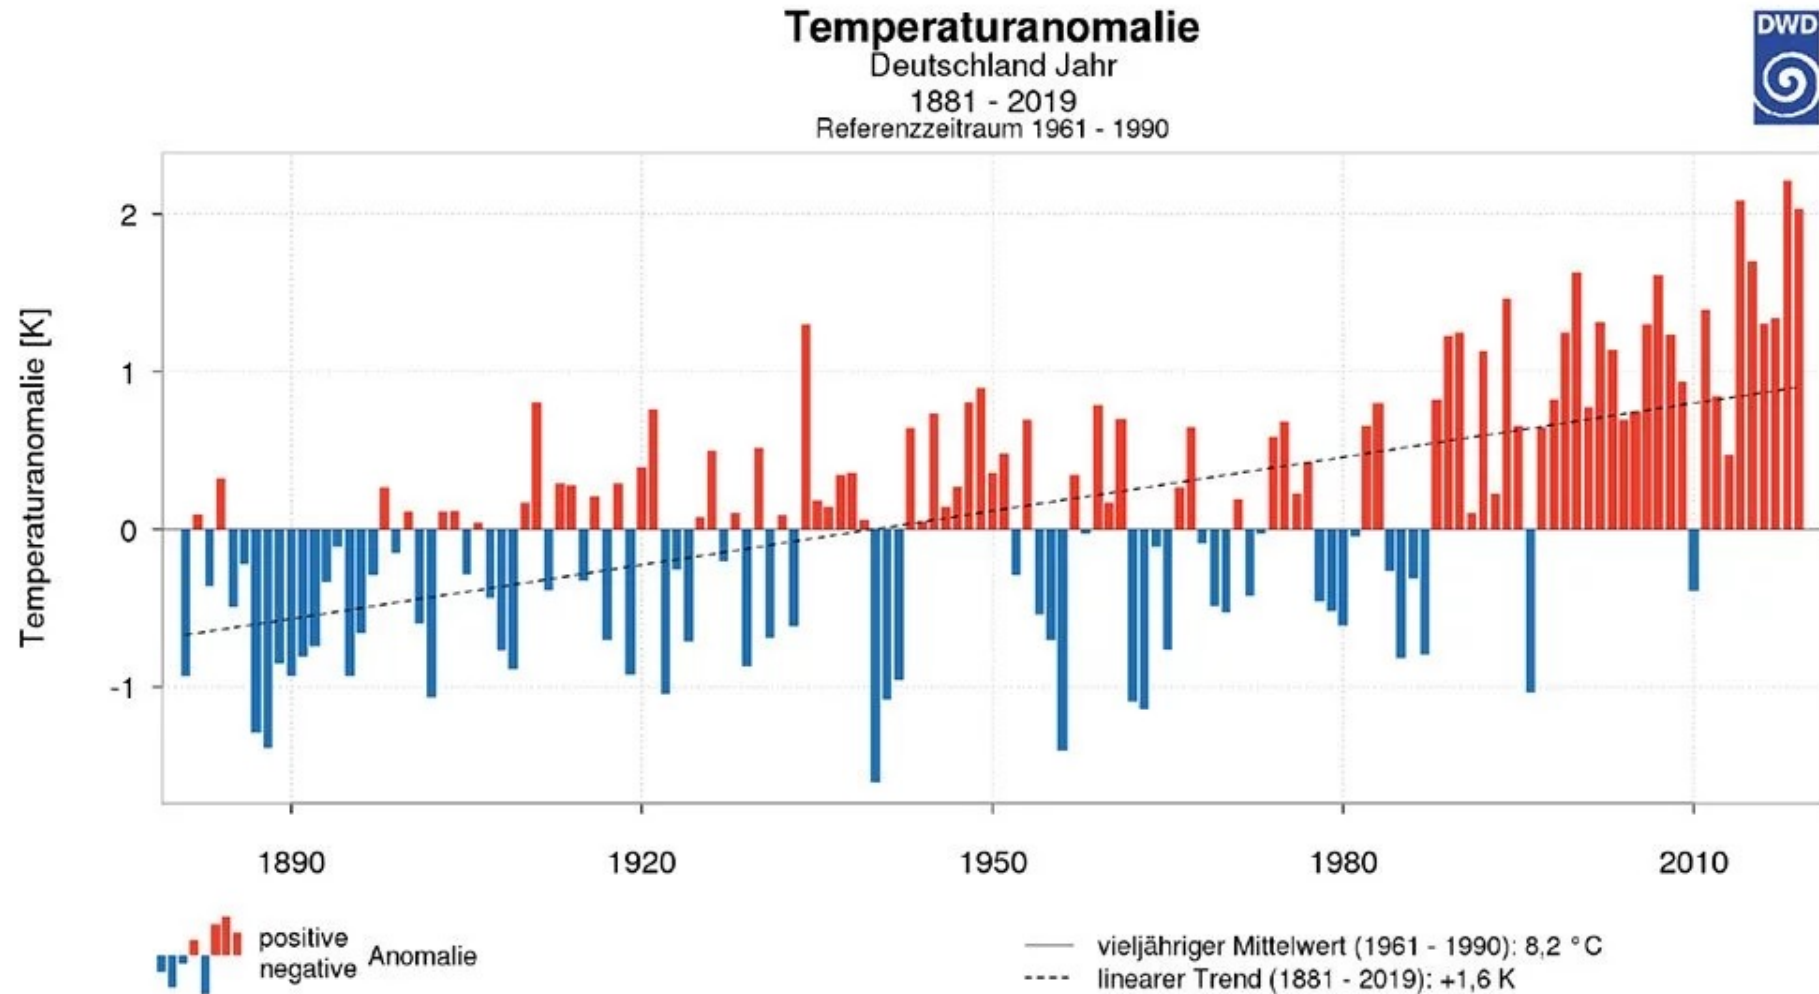 Temperaturanomalie
Deutschland Jahr
1881 - 2019
Referenzzeitraum 1961 - 1990
DWD
Temperaturanomalie [K]
2
1
0
-1
1890 1920 1950 1980 2010
positive
negative
Anomalie
vieljähriger Mittelwert (1961 - 1990): 8,2 °C
linearer Trend (1881 - 2019): +1,6 K